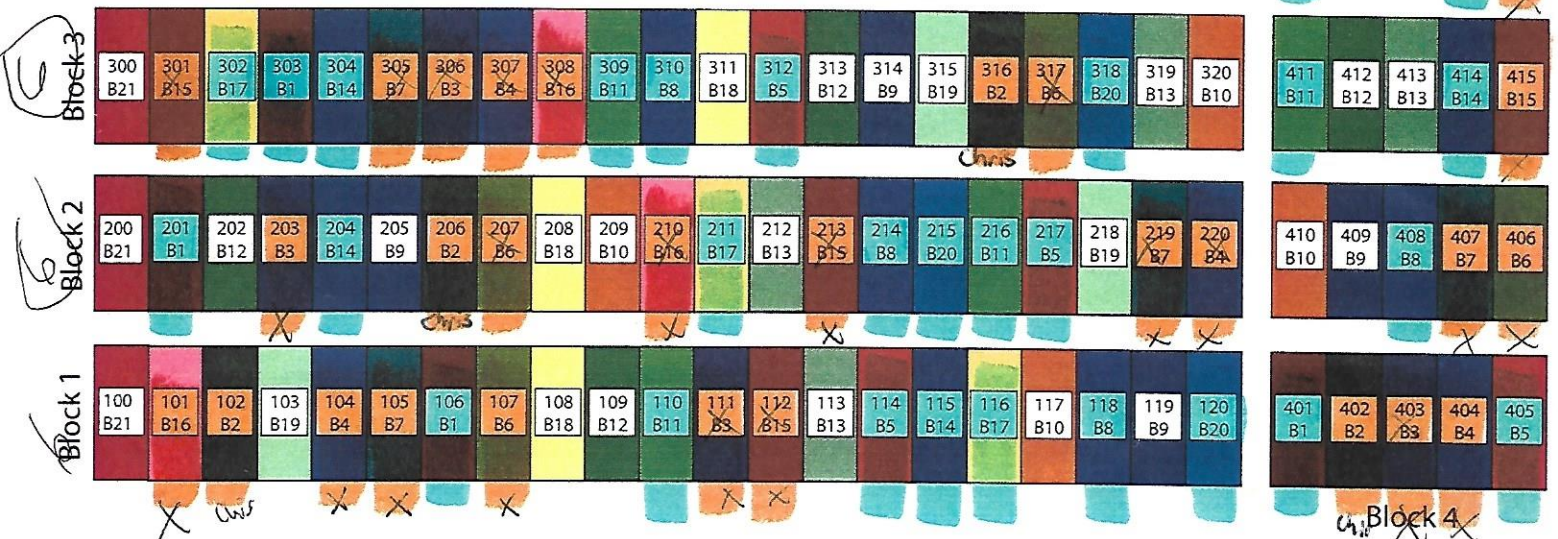 Block 3
300 301 302 303 304 305 306 307 308 309 310 311 312 313 314 315 316 317 318 319 320
B21 B15 B17 B1 B14 B7 B3 B4 B16 B11 B8 B18 B5 B12 B9 B19 B2 B6 B20 B13 B10
411 412 413 414 415
B11 B12 B13 B14 B15
Chris
Block 2
200 201 202 203 204 205 206 207 208 209 210 211 212 213 214 215 216 217 218 219 220
B21 B1 B12 B3 B14 B9 B2 B6 B18 B10 B16 B17 B13 B15 B8 B20 B11 B5 B19 B7 B4
410 409 408 407 406
B10 B9 B8 B7 B6
X Chris X X X X X X
Block 1
100 101 102 103 104 105 106 107 108 109 110 111 112 113 114 115 116 117 118 119 120
B21 B16 B2 B19 B4 B7 B1 B6 B18 B12 B11 B3 B15 B13 B5 B14 B17 B10 B8 B9 B20
401 402 403 404 405
B1 B2 B3 B4 B5
X Chris X X X X X
Block 4